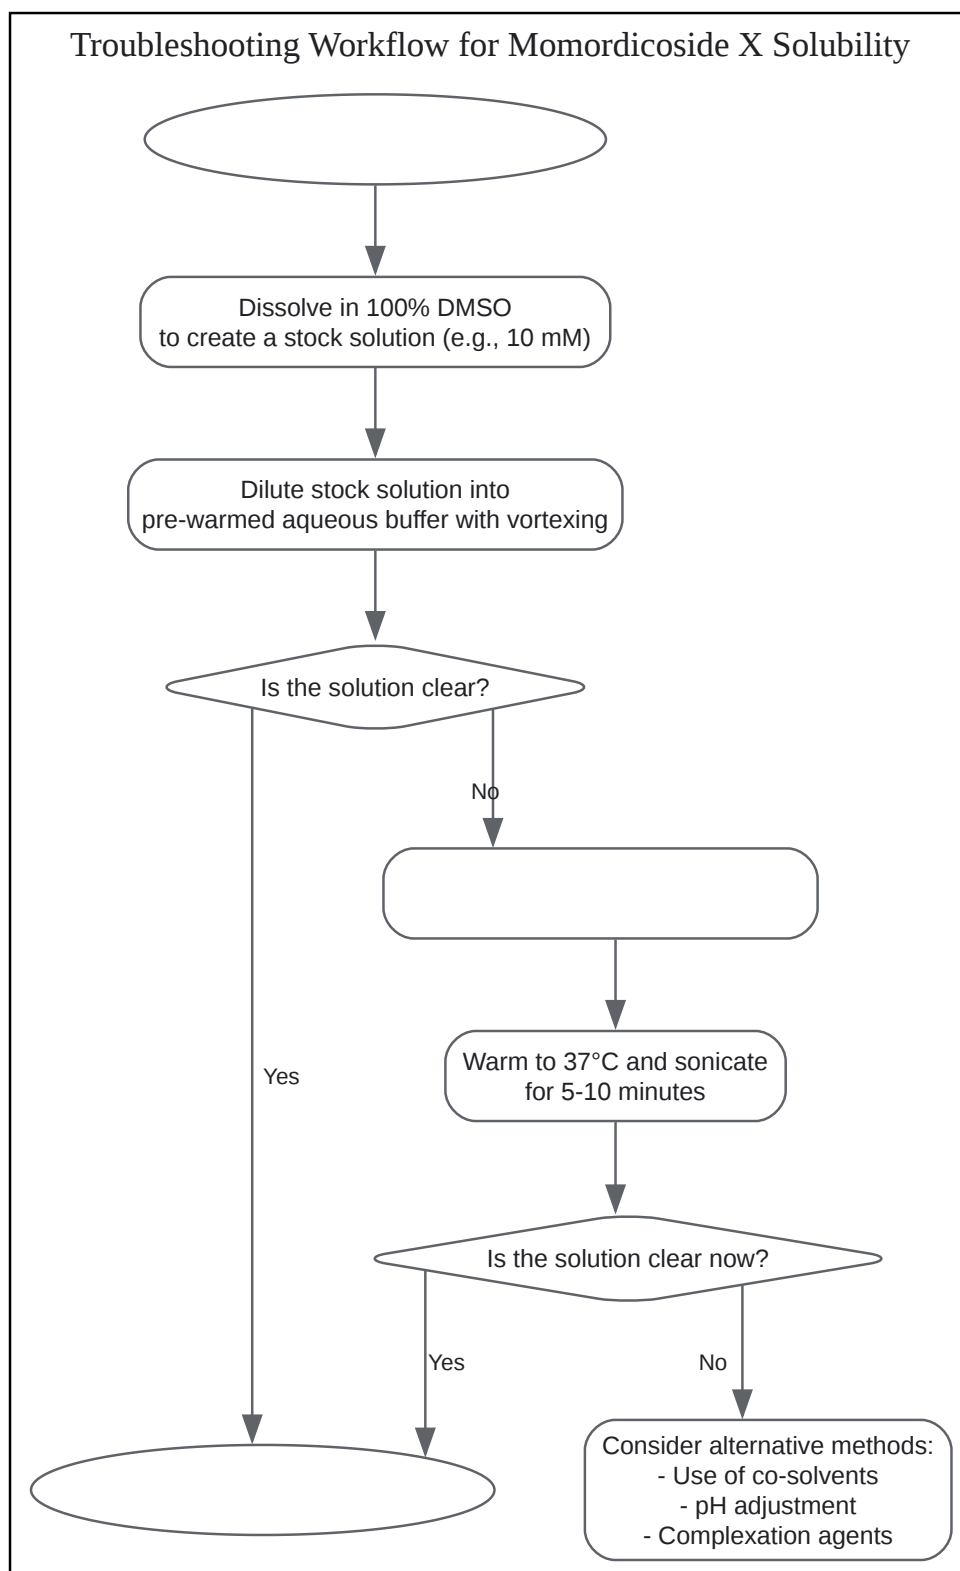 Troubleshooting Workflow for Momordicoside X Solubility
Dissolve in 100% DMSO
to create a stock solution (e.g., 10 mM)
Dilute stock solution into
pre-warmed aqueous buffer with vortexing
Is the solution clear?
No
Yes
Warm to 37°C and sonicate
for 5-10 minutes
Is the solution clear now?
Yes
No
Consider alternative methods:
- Use of co-solvents
- pH adjustment
- Complexation agents